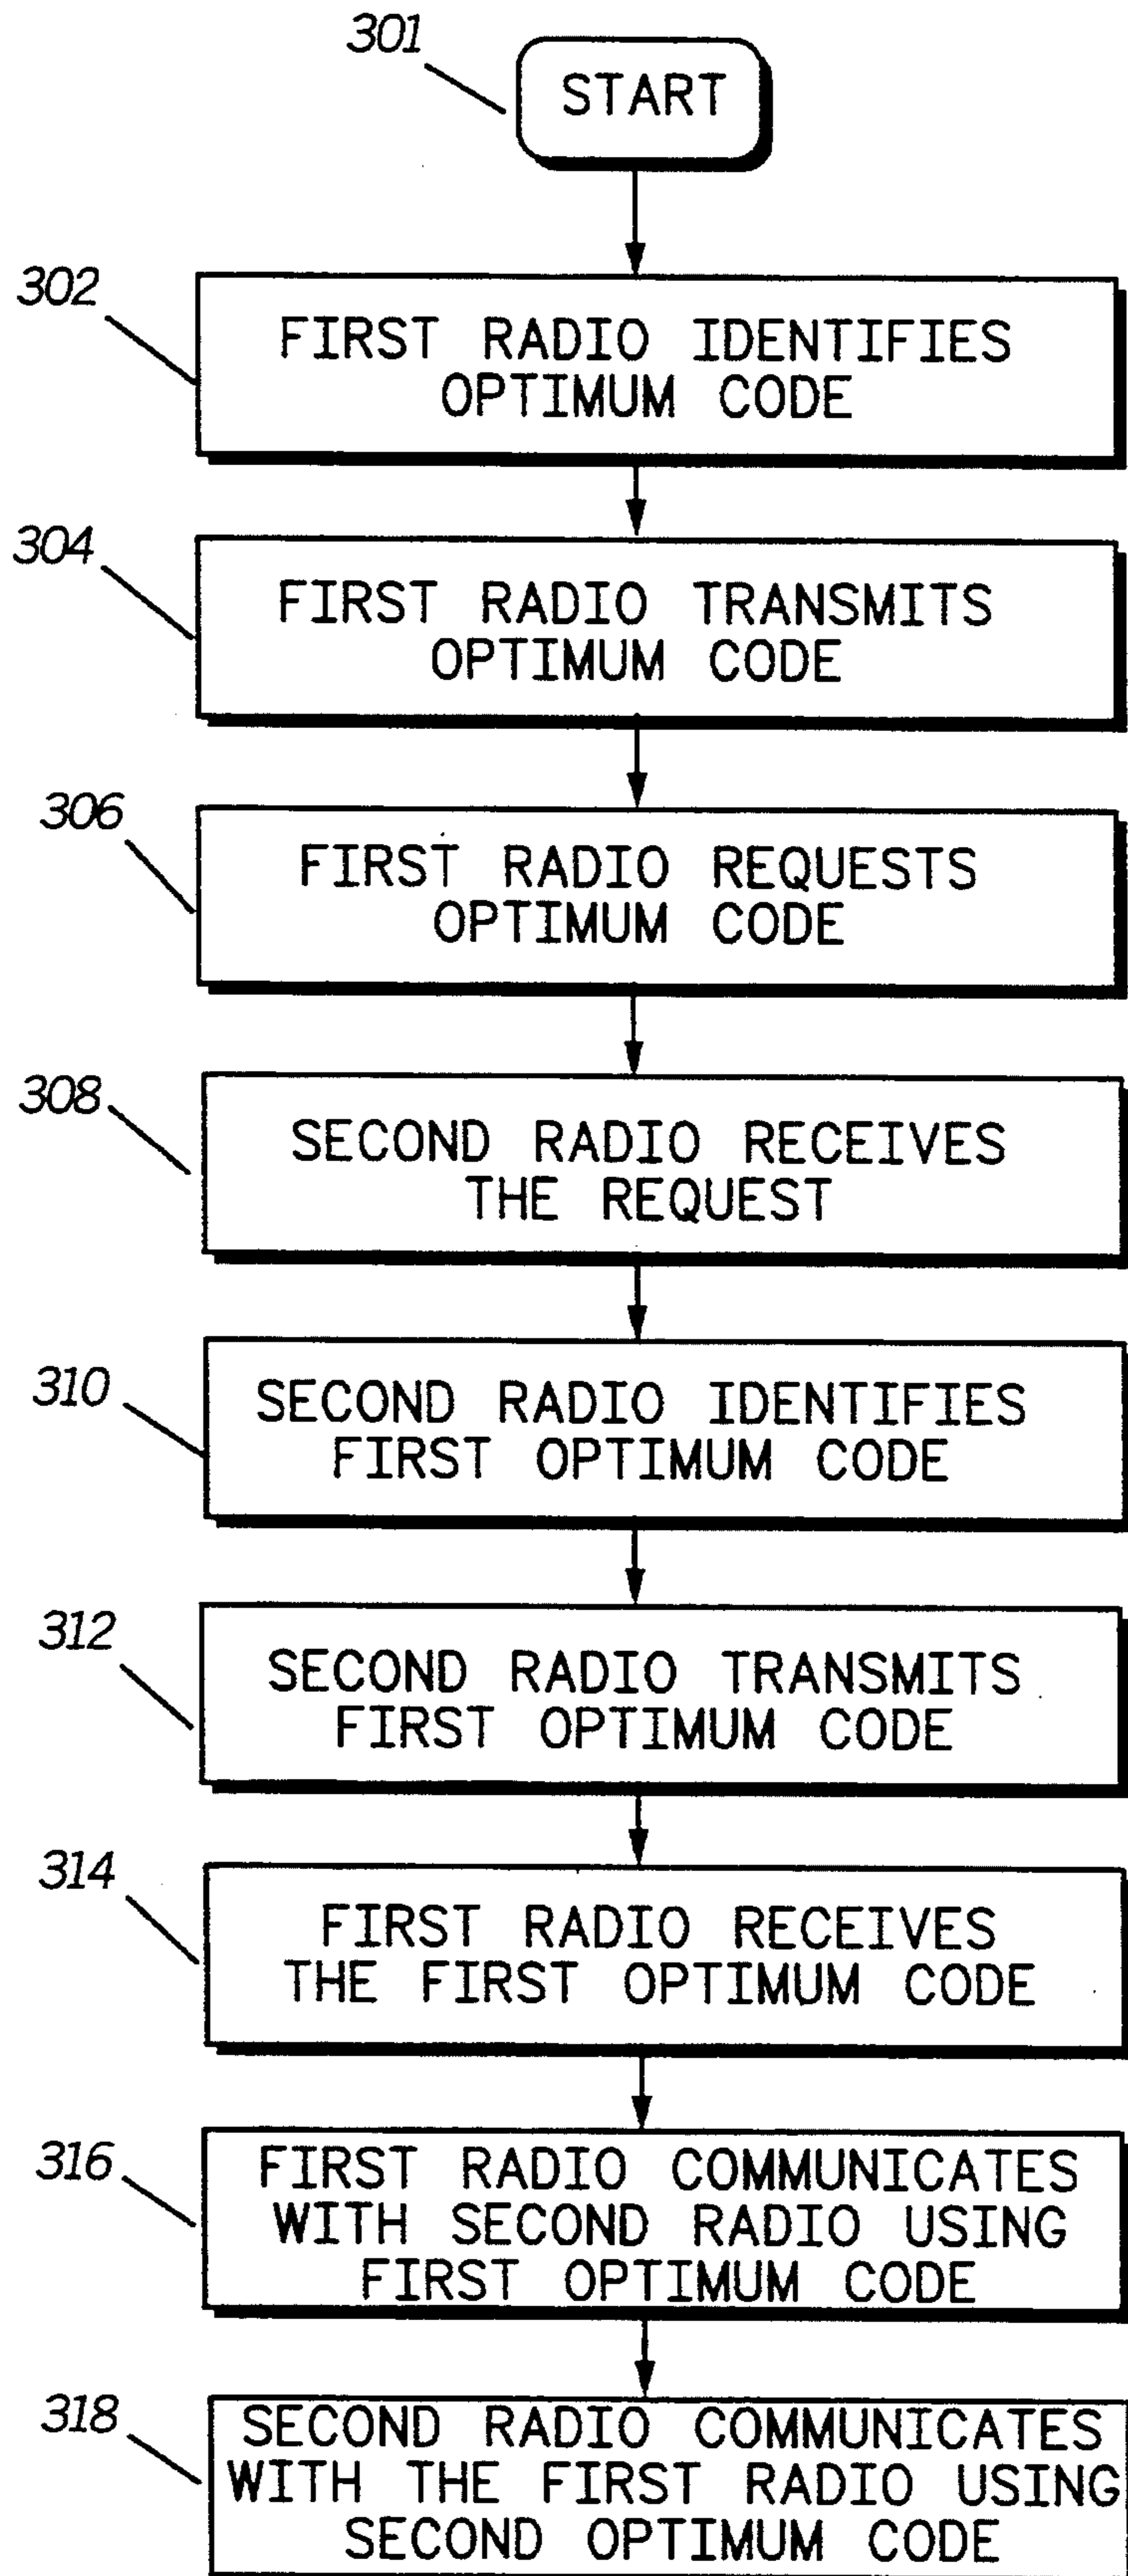 301
START
302
FIRST RADIO IDENTIFIES
OPTIMUM CODE
304
FIRST RADIO TRANSMITS
OPTIMUM CODE
306
FIRST RADIO REQUESTS
OPTIMUM CODE
308
SECOND RADIO RECEIVES
THE REQUEST
310
SECOND RADIO IDENTIFIES
FIRST OPTIMUM CODE
312
SECOND RADIO TRANSMITS
FIRST OPTIMUM CODE
314
FIRST RADIO RECEIVES
THE FIRST OPTIMUM CODE
316
FIRST RADIO COMMUNICATES
WITH SECOND RADIO USING
FIRST OPTIMUM CODE
318
SECOND RADIO COMMUNICATES
WITH THE FIRST RADIO USING
SECOND OPTIMUM CODE